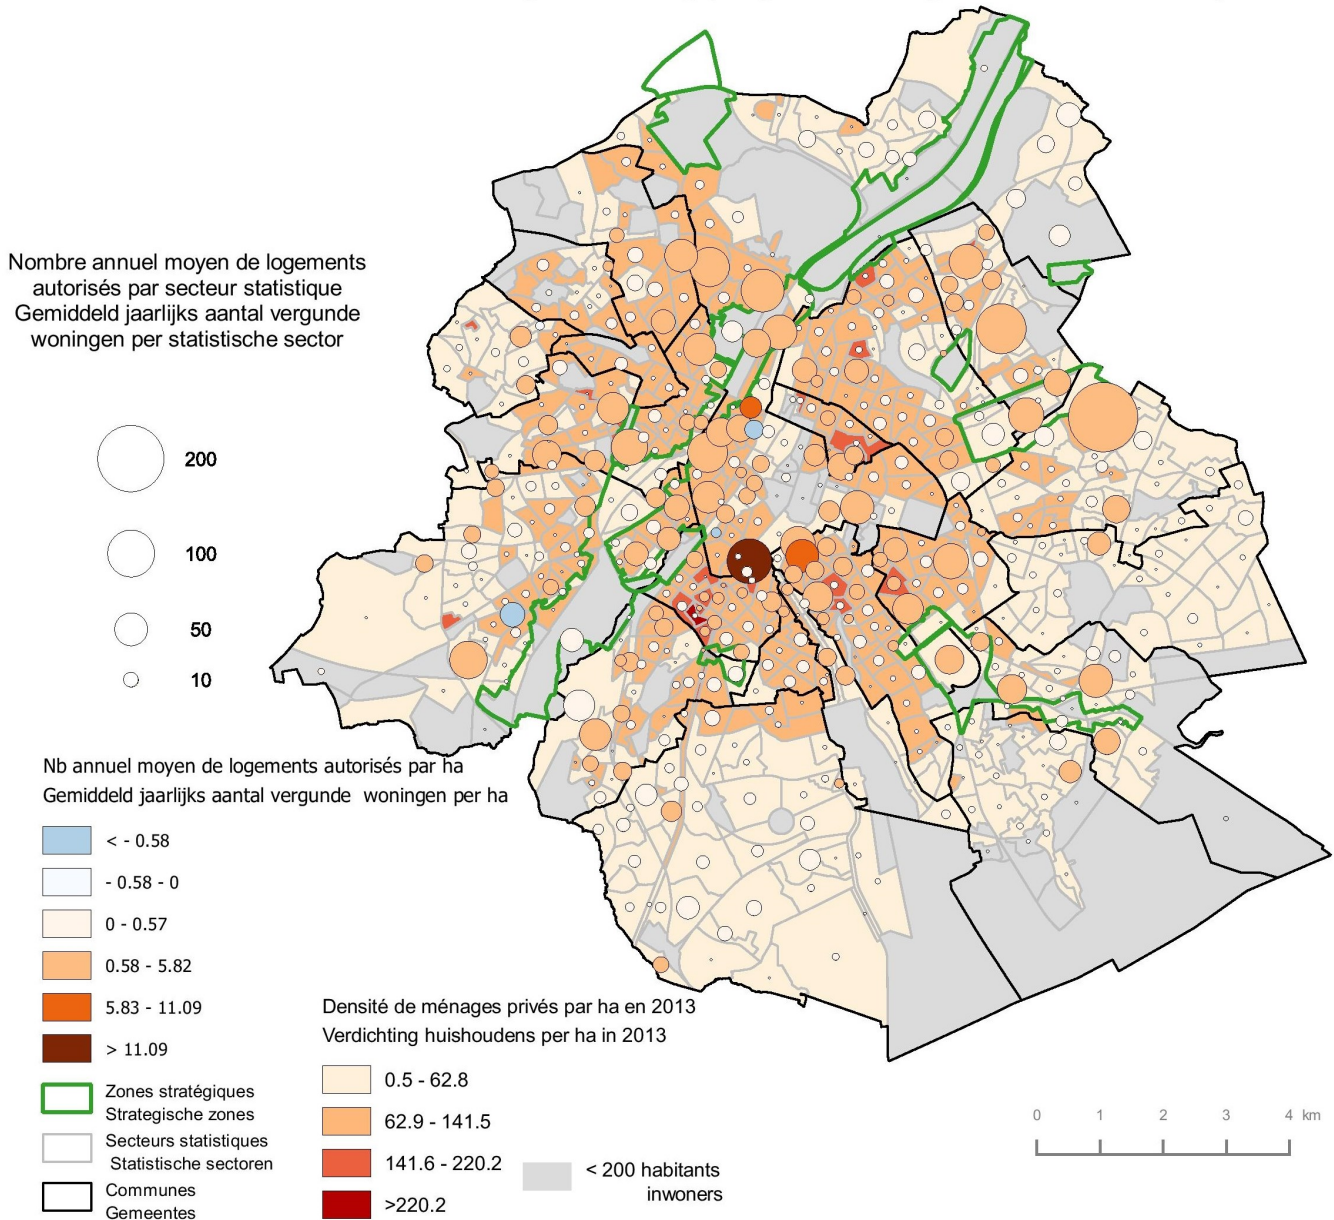 Nombre annuel moyen de logements
autorisés par secteur statistique
Gemiddeld jaarlijks aantal vergunde
woningen per statistische sector
200
100
50
10
Nb annuel moyen de logements autorisés par ha
Gemiddeld jaarlijks aantal vergunde woningen per ha
< - 0.58
- 0.58 - 0
0 - 0.57
0.58 - 5.82
5.83 - 11.09
> 11.09
Zones stratégiques
Strategische zones
Secteurs statistiques
Statistische sectoren
Communes
Gemeentes
Densité de ménages privés par ha en 2013
Verdichting huishoudens per ha in 2013
0.5 - 62.8
62.9 - 141.5
141.6 - 220.2
>220.2
< 200 habitants
inwoners
0 1 2 3 4 km